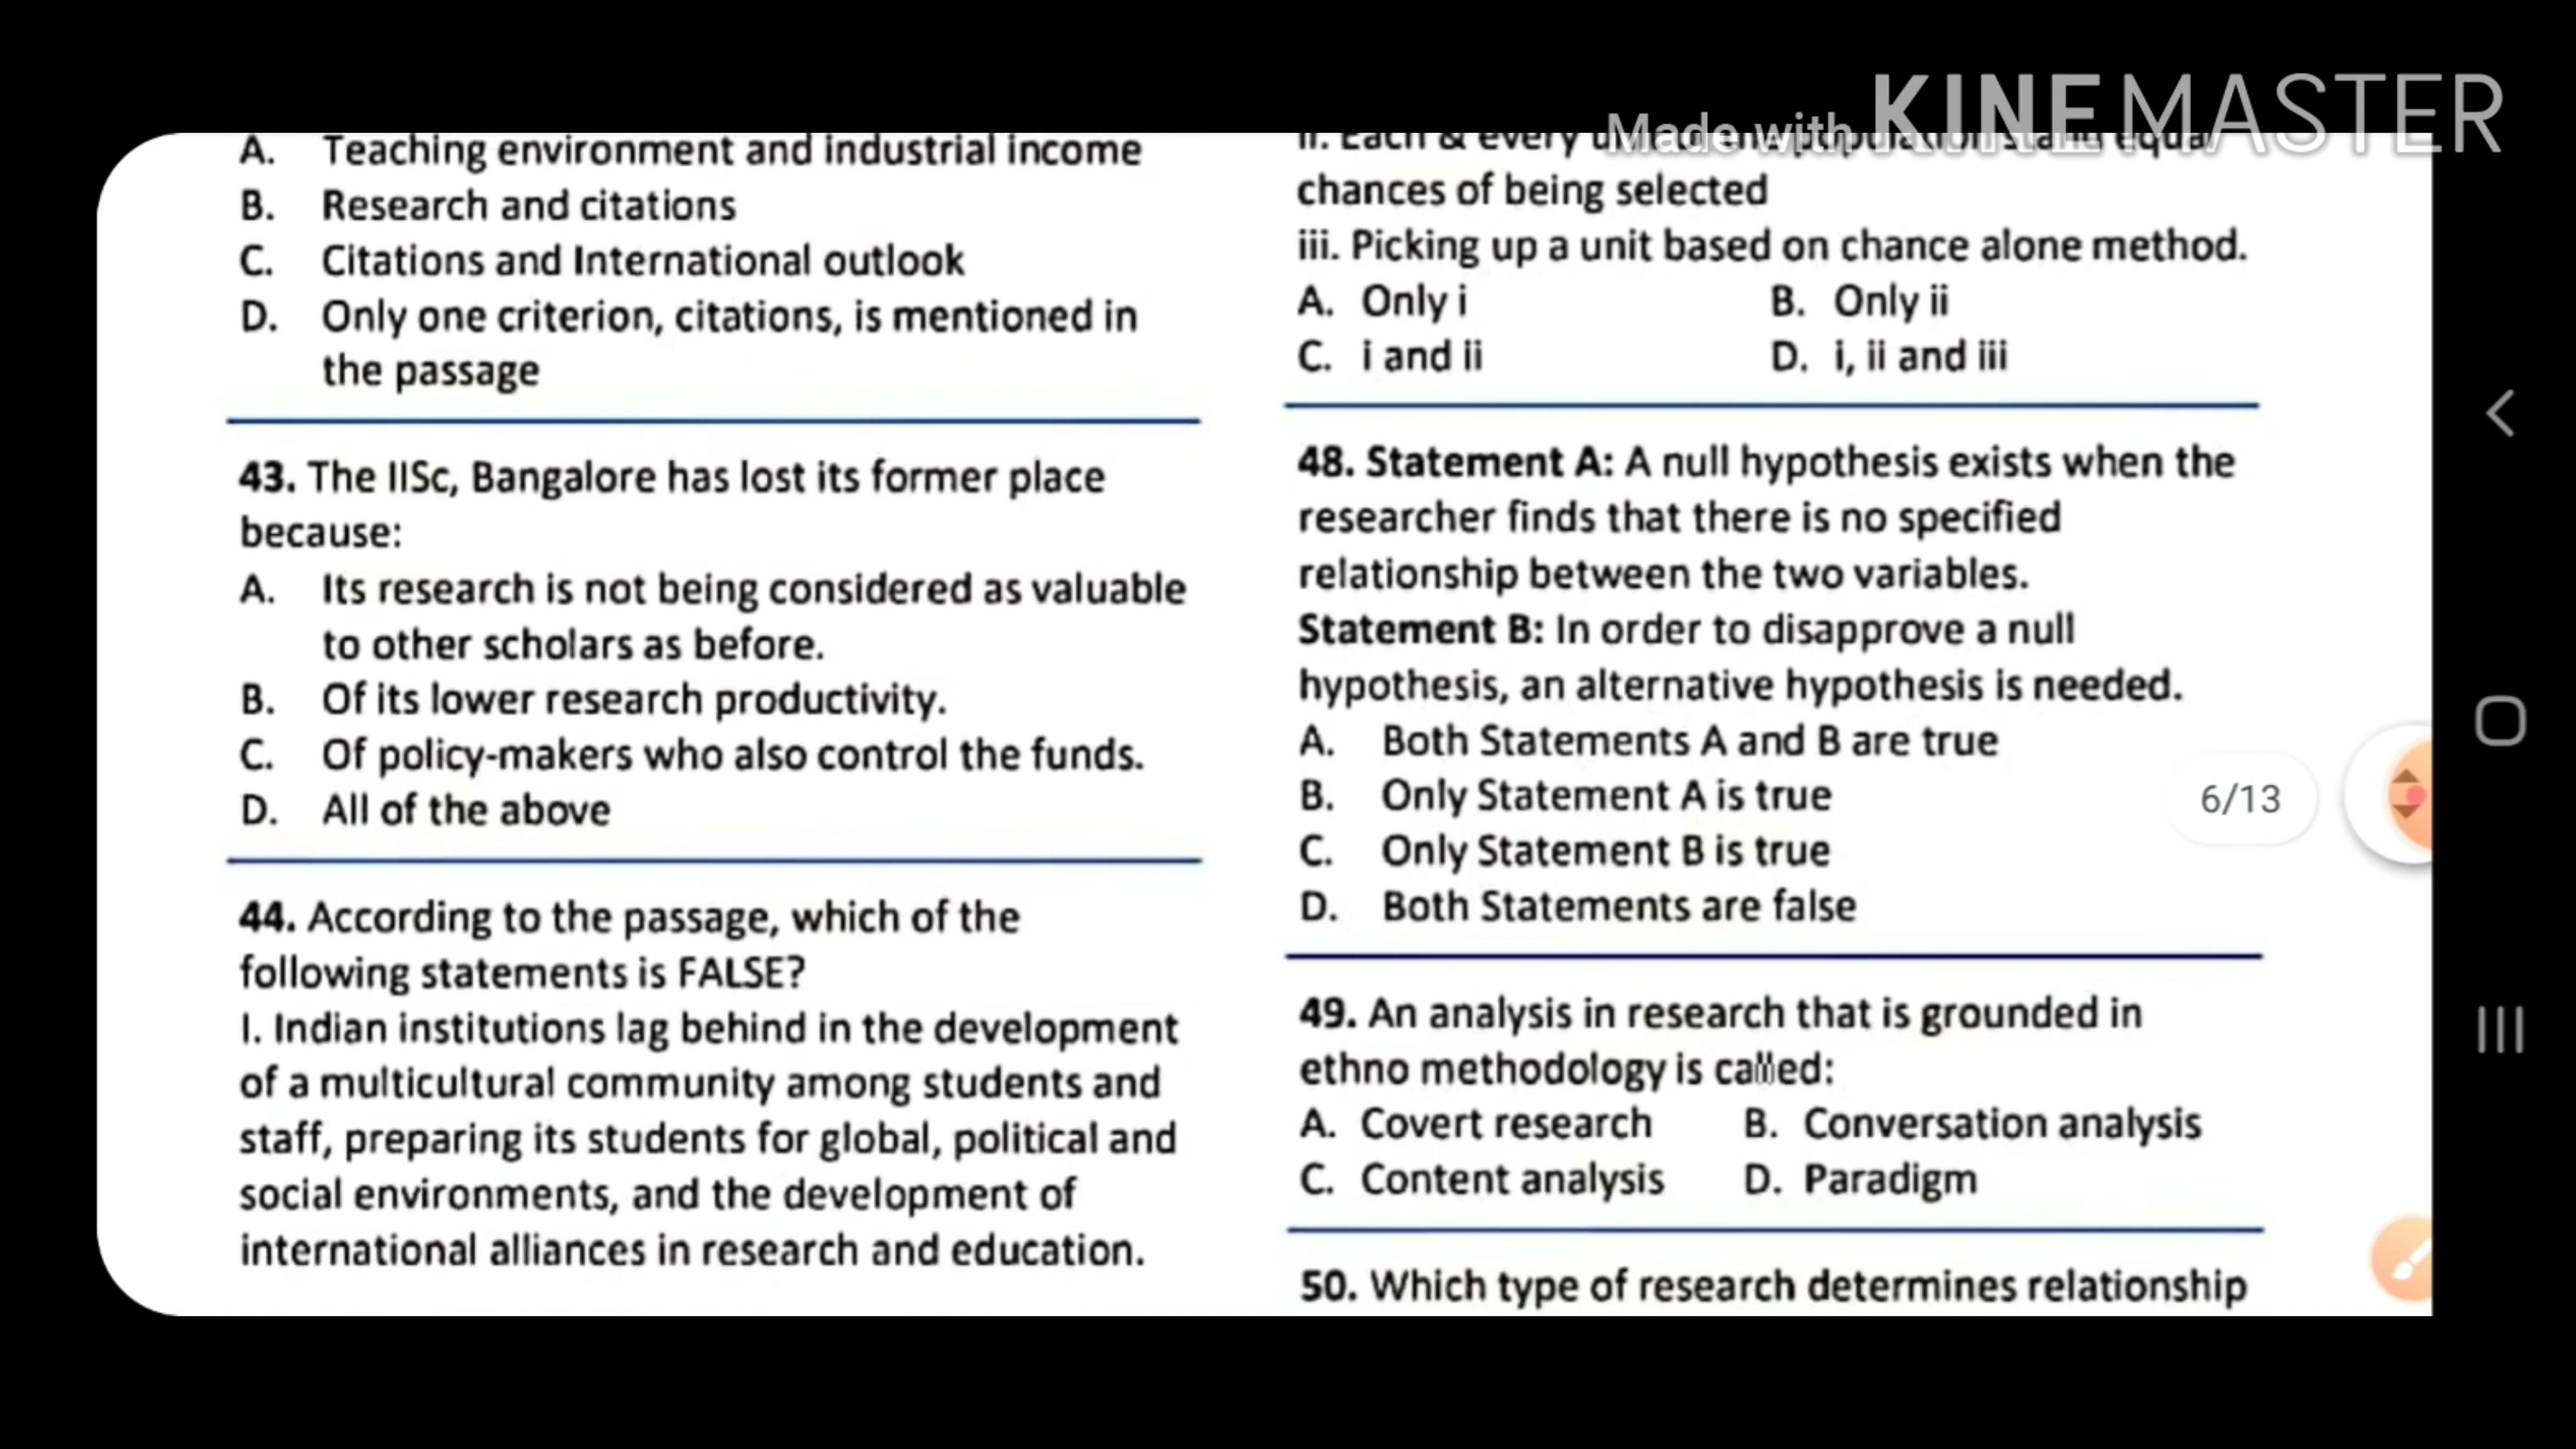 Made with KINEMASTER
A. Teaching environment and industrial income
B. Research and citations
C. Citations and International outlook
D. Only one criterion, citations, is mentioned in
the passage
43. The IISc, Bangalore has lost its former place
because:
A. Its research is not being considered as valuable
to other scholars as before.
B. Of its lower research productivity.
C. Of policy-makers who also control the funds.
D. All of the above
44. According to the passage, which of the
following statements is FALSE?
I. Indian institutions lag behind in the development
of a multicultural community among students and
staff, preparing its students for global, political and
social environments, and the development of
international alliances in research and education.
ii. Each & every population stand equal
chances of being selected
iii. Picking up a unit based on chance alone method.
A. Only i B. Only ii
C. i and ii D. i, ii and iii
48. Statement A: A null hypothesis exists when the
researcher finds that there is no specified
relationship between the two variables.
Statement B: In order to disapprove a null
hypothesis, an alternative hypothesis is needed.
A. Both Statements A and B are true
B. Only Statement A is true
C. Only Statement B is true
D. Both Statements are false
49. An analysis in research that is grounded in
ethno methodology is called:
A. Covert research B. Conversation analysis
C. Content analysis D. Paradigm
50. Which type of research determines relationship
6/13